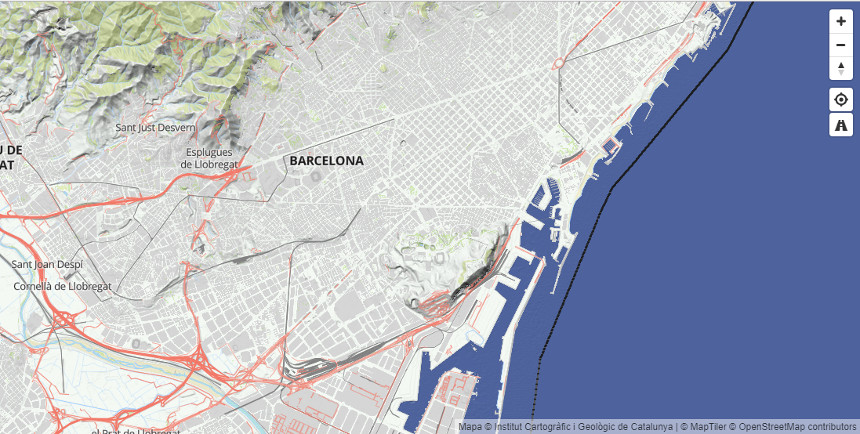 Sant Just Desvern
U DE
AT
Esplugues
de Llobregat
BARCELONA
Sant Joan Despí
Cornellà de Llobregat
el Prat de Llobregat
Mapa © Institut Cartogràfic i Geològic de Catalunya | © MapTiler © OpenStreetMap contributors